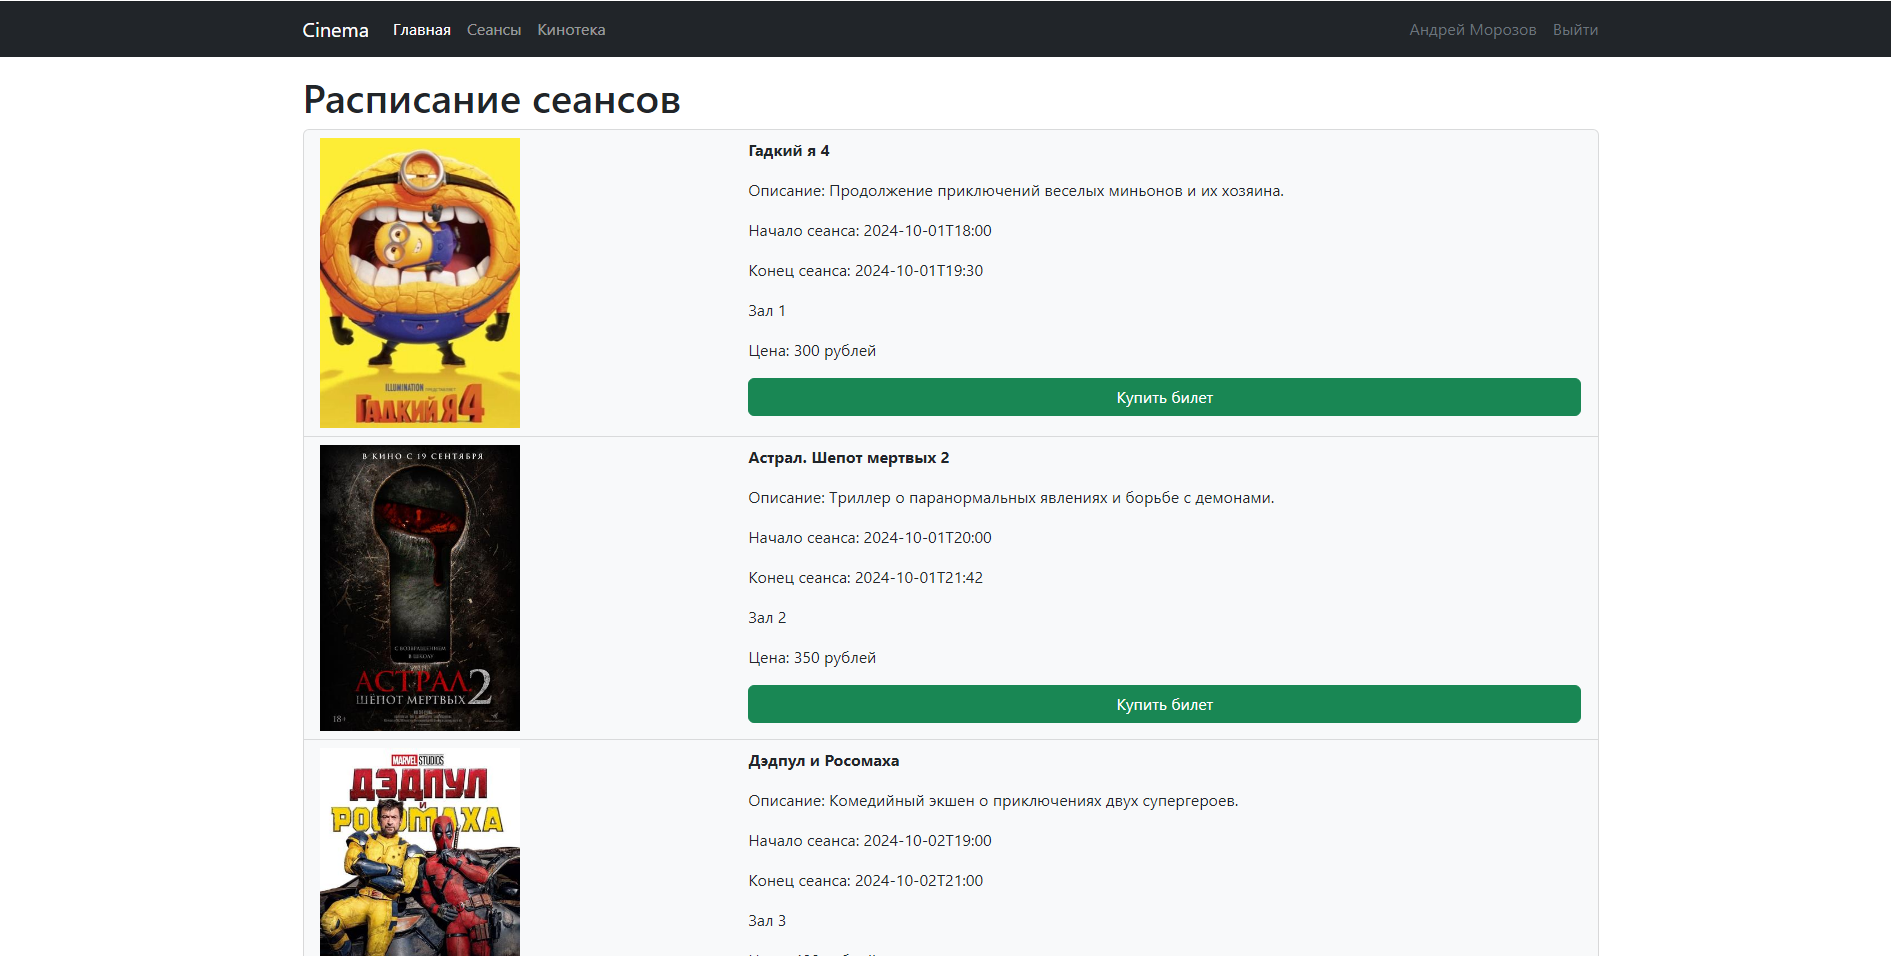 Cinema Главная Сеансы Кинотека Андрей Морозов Выйти
Расписание сеансов
ILLUMINATION ПРЕДСТАВЛЯЕТ
ГАДКИЙ Я 4
Гадкий я 4
Описание: Продолжение приключений веселых миньонов и их хозяина.
Начало сеанса: 2024-10-01T18:00
Конец сеанса: 2024-10-01T19:30
Зал 1
Цена: 300 рублей
Купить билет
В КИНО С 19 СЕНТЯБРЯ
С ВОЗВРАЩЕНИЕМ
В ШКОЛУ
АСТРАЛ 2
ШЁПОТ МЕРТВЫХ
18+
Астрал. Шепот мертвых 2
Описание: Триллер о паранормальных явлениях и борьбе с демонами.
Начало сеанса: 2024-10-01T20:00
Конец сеанса: 2024-10-01T21:42
Зал 2
Цена: 350 рублей
Купить билет
MARVEL STUDIOS
ДЭДПУЛ
И
РОСОМАХА
Дэдпул и Росомаха
Описание: Комедийный экшен о приключениях двух супергероев.
Начало сеанса: 2024-10-02T19:00
Конец сеанса: 2024-10-02T21:00
Зал 3